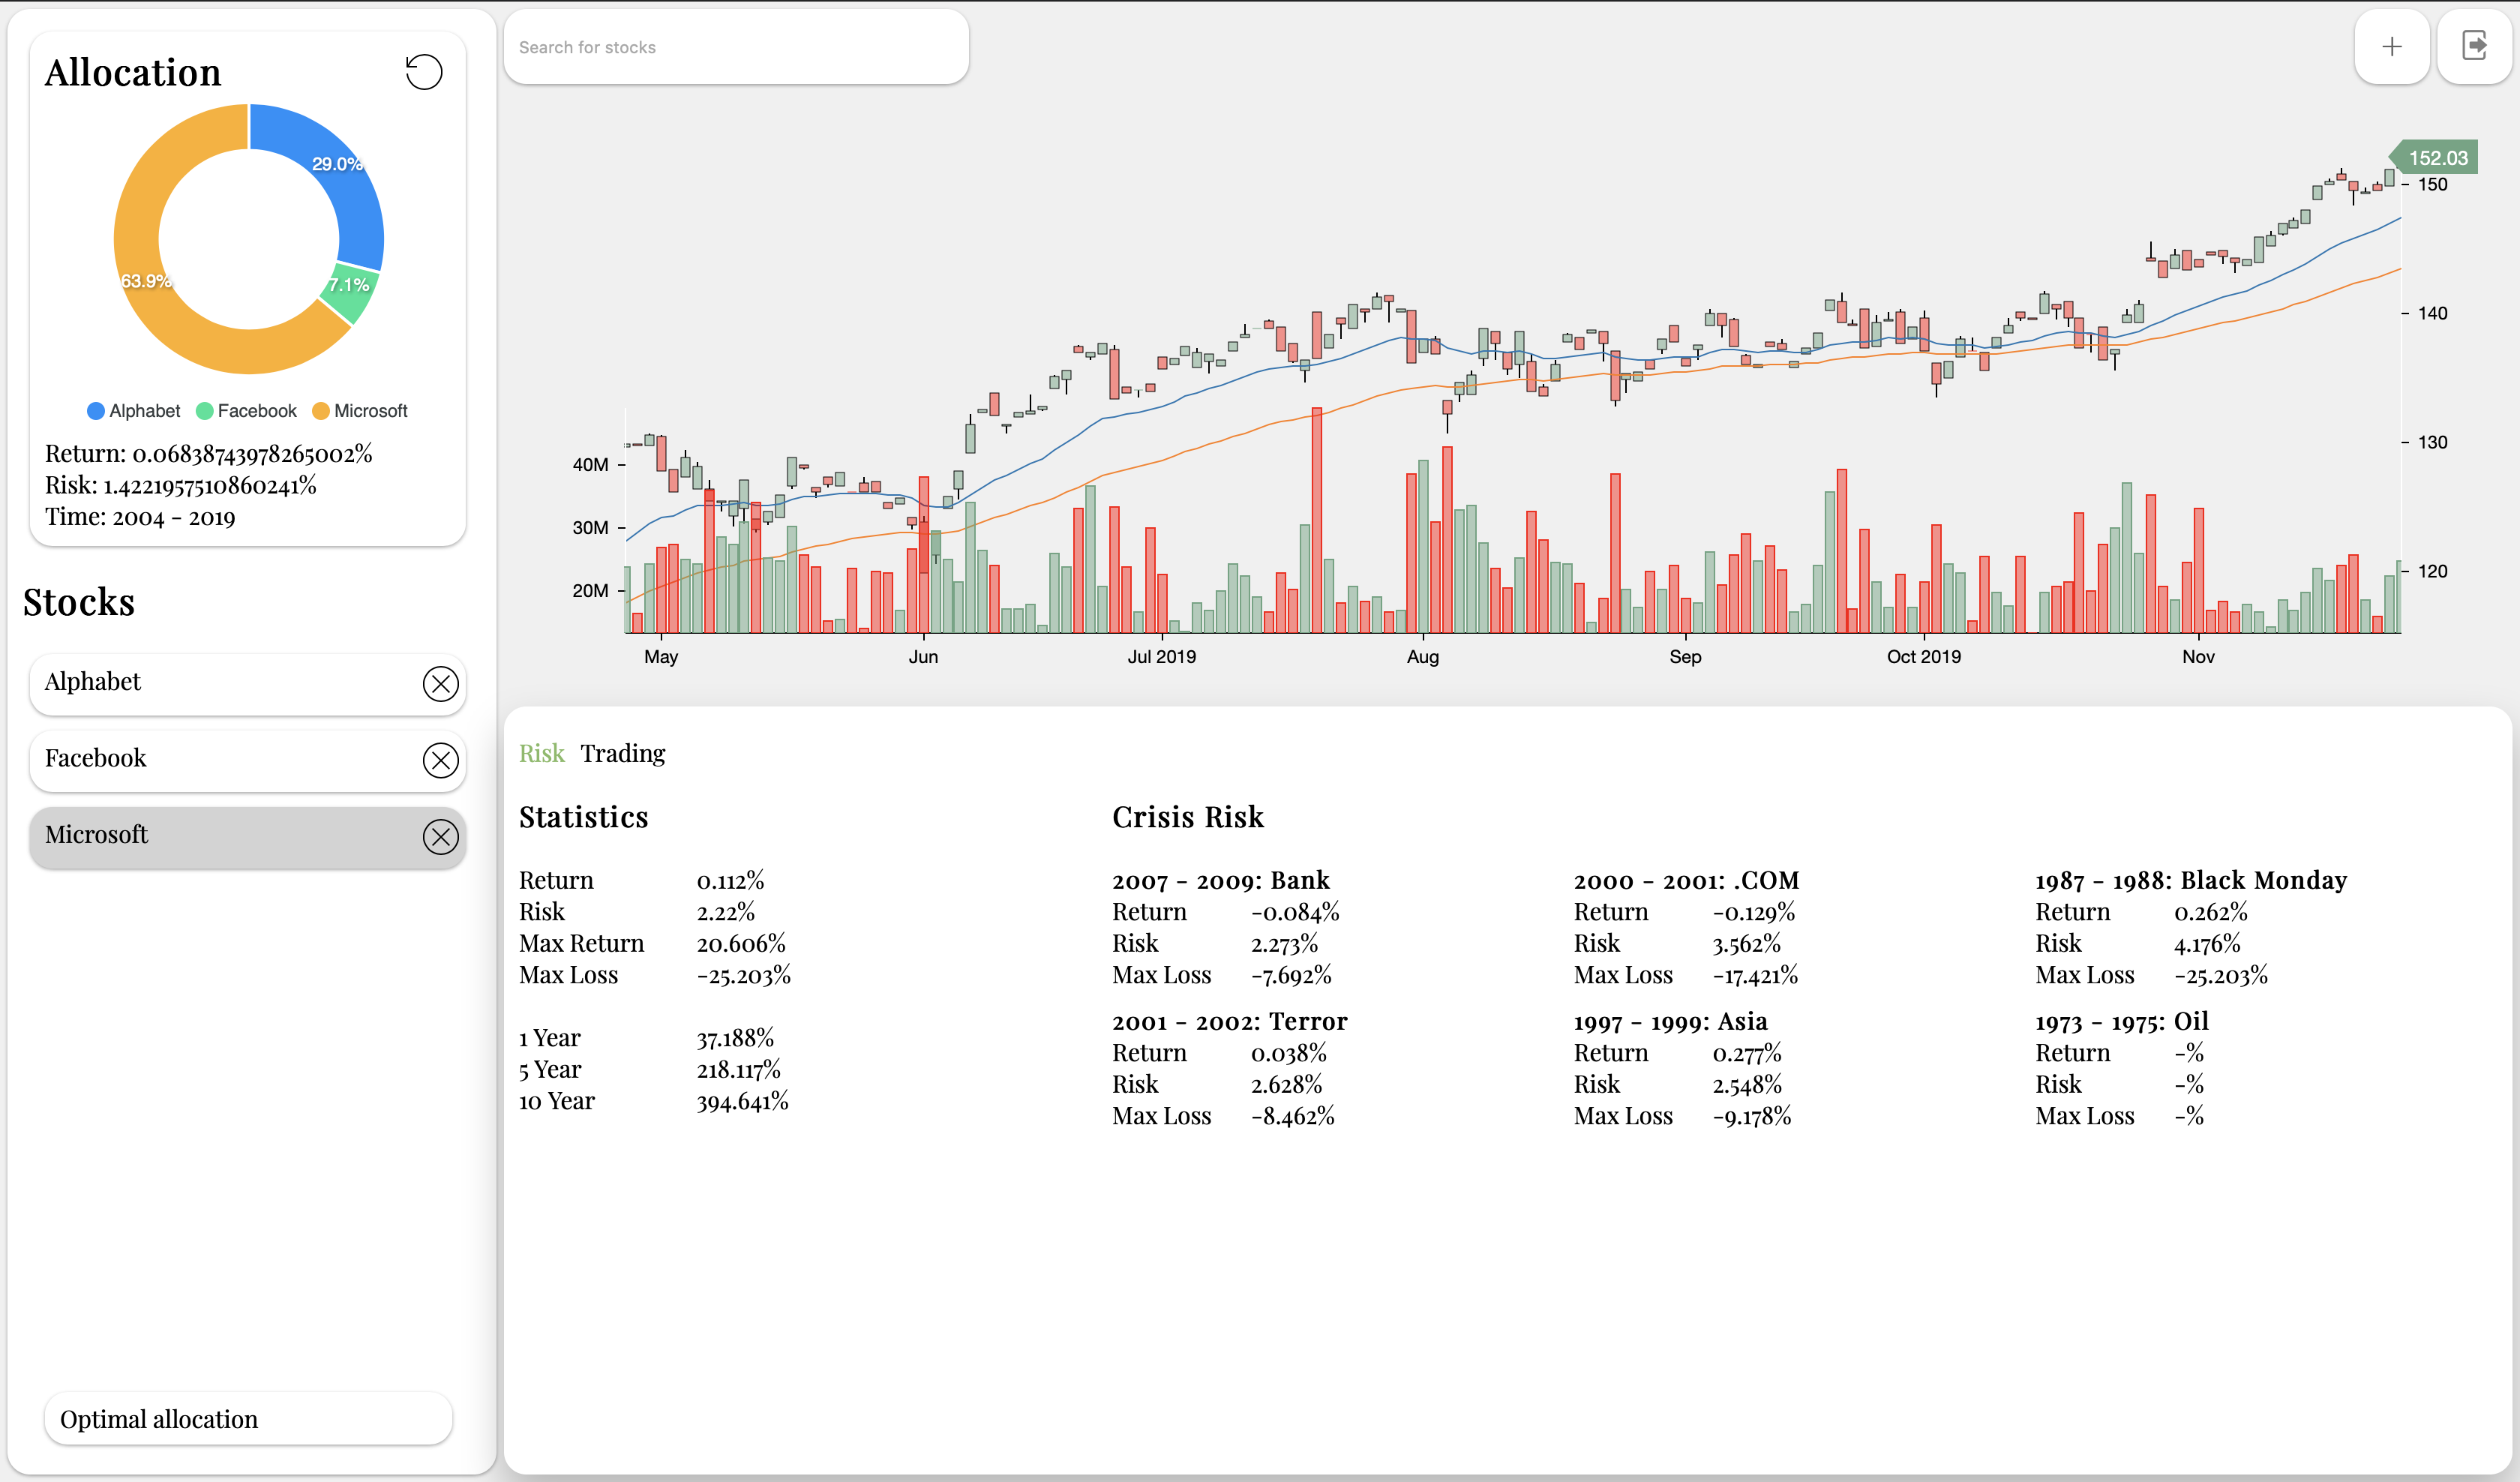 Allocation
29.0%
7.1%
63.9%
Alphabet Facebook Microsoft
Return: 0.06838743978265002%
Risk: 1.4221957510860241%
Time: 2004 - 2019
Stocks
Alphabet
Facebook
Microsoft
Optimal allocation
Search for stocks
152.03
150
140
130
120
40M
30M
20M
May Jun Jul 2019 Aug Sep Oct 2019 Nov
Risk Trading
Statistics
Return 0.112%
Risk 2.22%
Max Return 20.606%
Max Loss -25.203%
1 Year 37.188%
5 Year 218.117%
10 Year 394.641%
Crisis Risk
2007 - 2009: Bank
Return -0.084%
Risk 2.273%
Max Loss -7.692%
2000 - 2001: .COM
Return -0.129%
Risk 3.562%
Max Loss -17.421%
1987 - 1988: Black Monday
Return 0.262%
Risk 4.176%
Max Loss -25.203%
2001 - 2002: Terror
Return 0.038%
Risk 2.628%
Max Loss -8.462%
1997 - 1999: Asia
Return 0.277%
Risk 2.548%
Max Loss -9.178%
1973 - 1975: Oil
Return -%
Risk -%
Max Loss -%